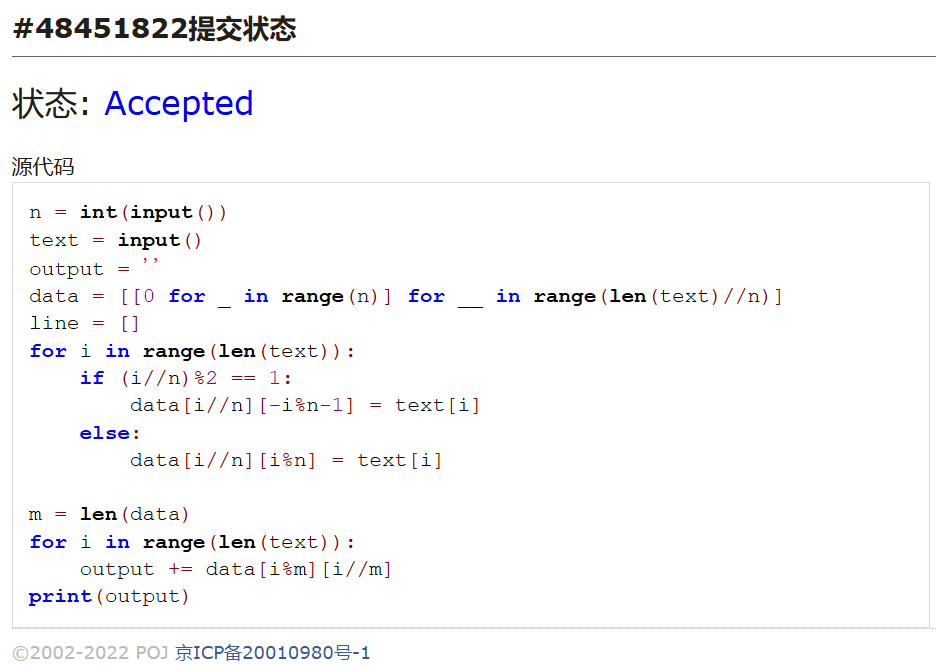 #48451822提交状态
状态: Accepted
源代码
n = int(input())
text = input()
output = ''
data = [[0 for _ in range(n)] for __ in range(len(text)//n)]
line = []
for i in range(len(text)):
    if (i//n)%2 == 1:
        data[i//n][-i%n-1] = text[i]
    else:
        data[i//n][i%n] = text[i]
m = len(data)
for i in range(len(text)):
    output += data[i%m][i//m]
print(output)
©2002-2022 POJ 京ICP备20010980号-1